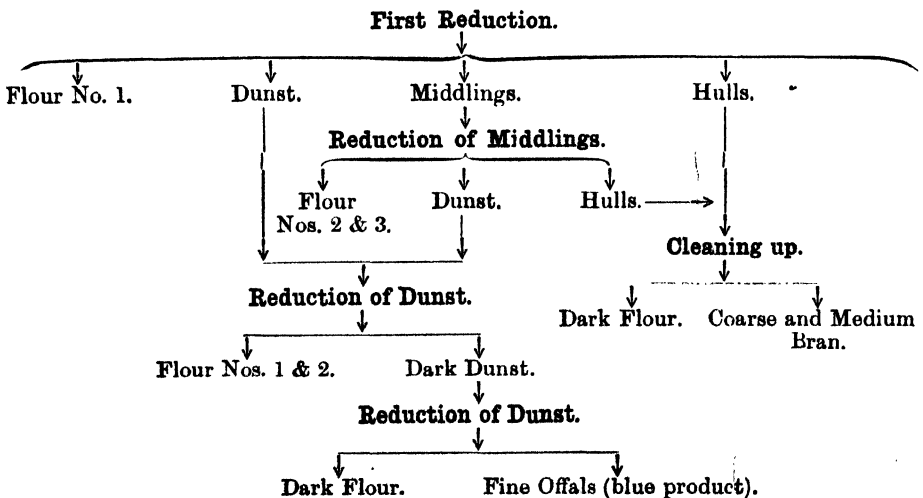 First Reduction.
Flour No. 1. Dunst. Middlings. Hulls.
Reduction of Middlings.
Flour Dunst. Hulls.
Nos. 2 & 3.
Cleaning up.
Reduction of Dunst.
Dark Flour. Coarse and Medium
Bran.
Flour Nos. 1 & 2. Dark Dunst.
Reduction of Dunst.
Dark Flour. Fine Offals (blue product).